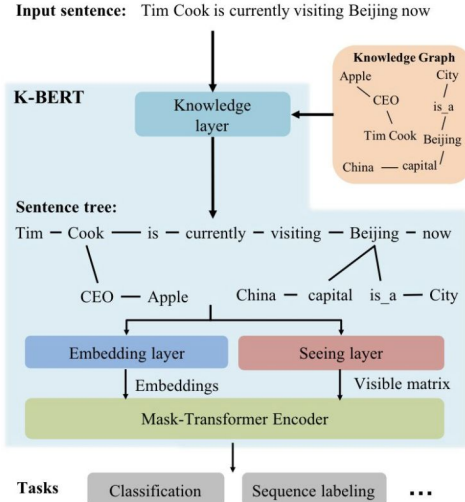 Input sentence: Tim Cook is currently visiting Beijing now
K-BERT
Knowledge layer
Knowledge Graph
Apple
City
CEO
is_a
Tim Cook
Beijing
China — capital
Sentence tree:
Tim — Cook — is — currently — visiting — Beijing — now
CEO — Apple
China — capital is_a — City
Embedding layer
Seeing layer
Embeddings
Visible matrix
Mask-Transformer Encoder
Tasks
Classification
Sequence labeling
...